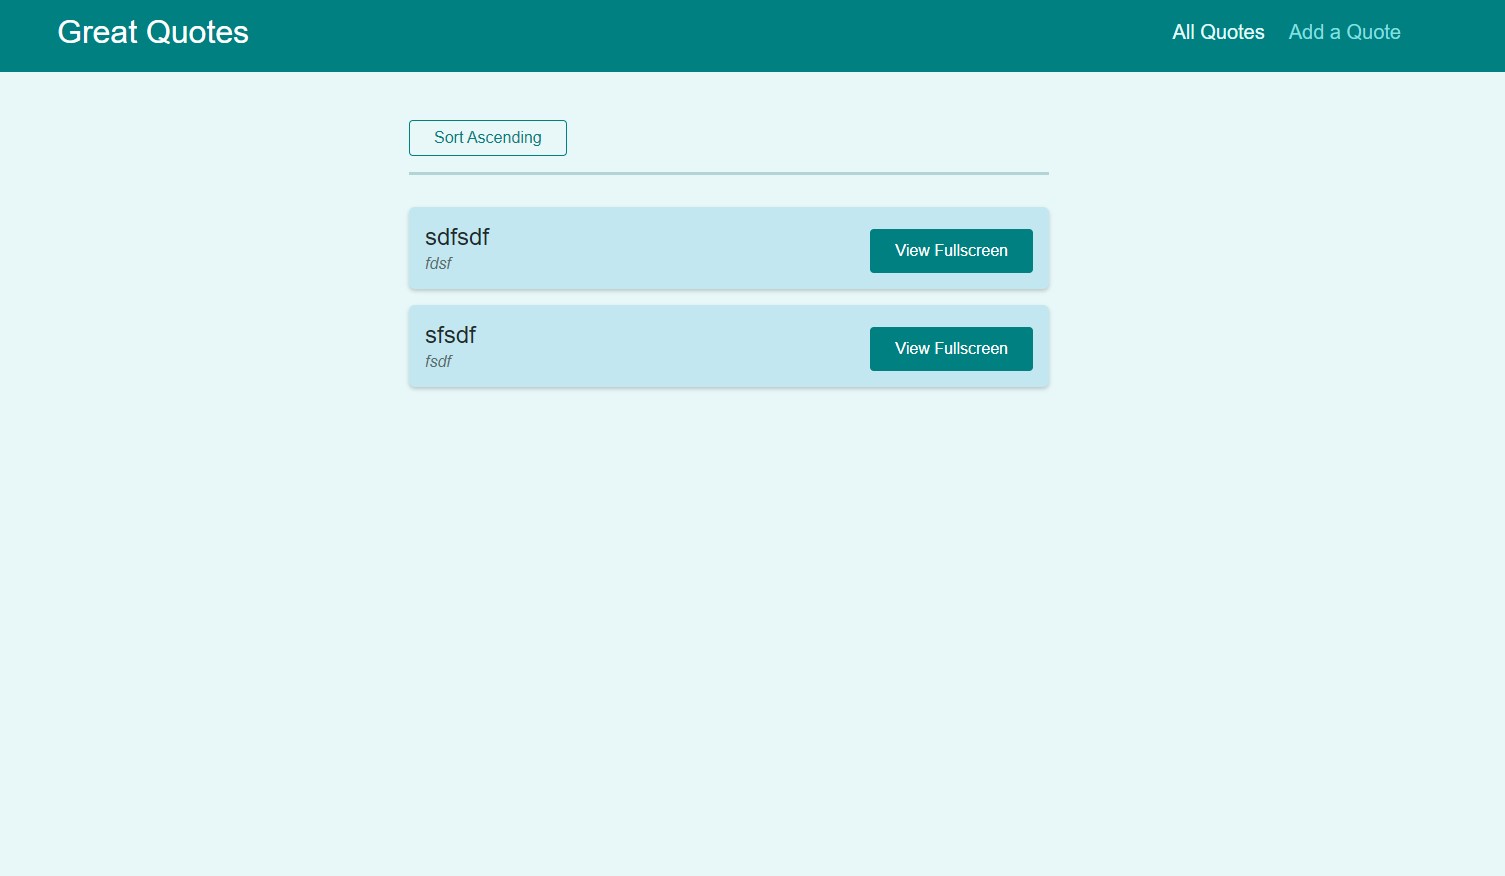 Great Quotes
All Quotes
Add a Quote
Sort Ascending
sdfsdf
fdsf
View Fullscreen
sfsdf
fsdf
View Fullscreen